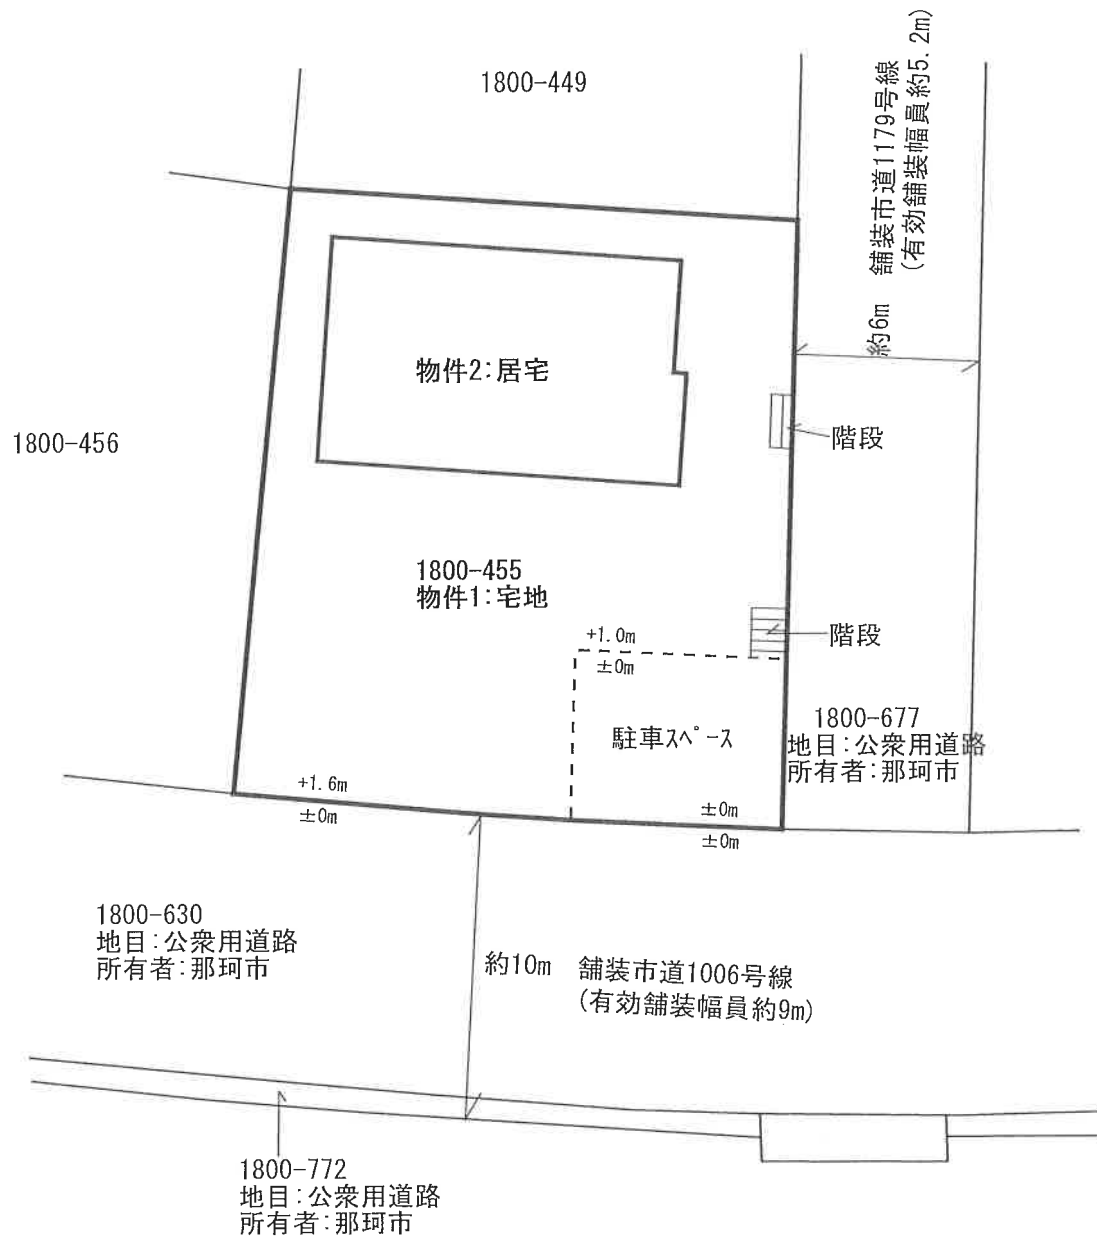 1800-449
舗装市道1179号線
(有効舗装幅員約5.2m)
約6m
物件2:居宅
階段
1800-456
1800-455
物件1:宅地
階段
+1.0m
±0m
駐車スペース
1800-677
地目:公衆用道路
所有者:那珂市
+1.6m
±0m
±0m
±0m
1800-630
地目:公衆用道路
所有者:那珂市
約10m 舗装市道1006号線
(有効舗装幅員約9m)
1800-772
地目:公衆用道路
所有者:那珂市